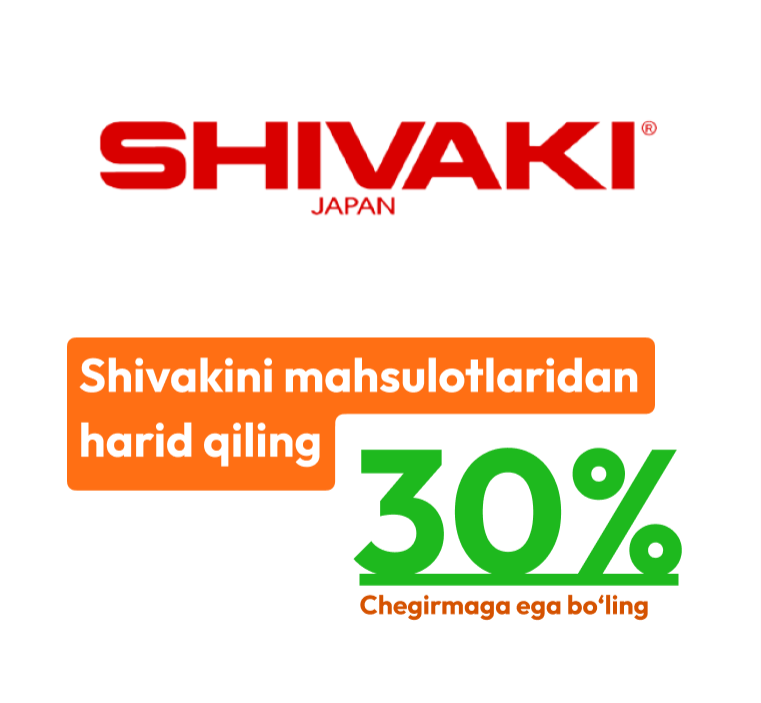 SHIVAKI®
JAPAN
Shivakini mahsulotlaridan
harid qiling
30%
Chegirmaga ega bo‘ling